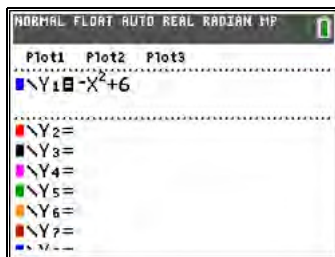 NORMAL FLOAT AUTO REAL RADIAN MP
Plot1 Plot2 Plot3
\Y₁=-X²+6
\Y₂=
\Y₃=
\Y₄=
\Y₅=
\Y₆=
\Y₇=